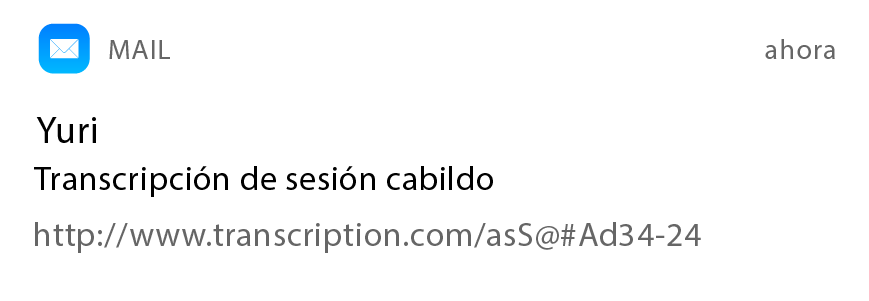 MAIL ahora
Yuri
Transcripción de sesión cabildo
http://www.transcription.com/asS@#Ad34-24